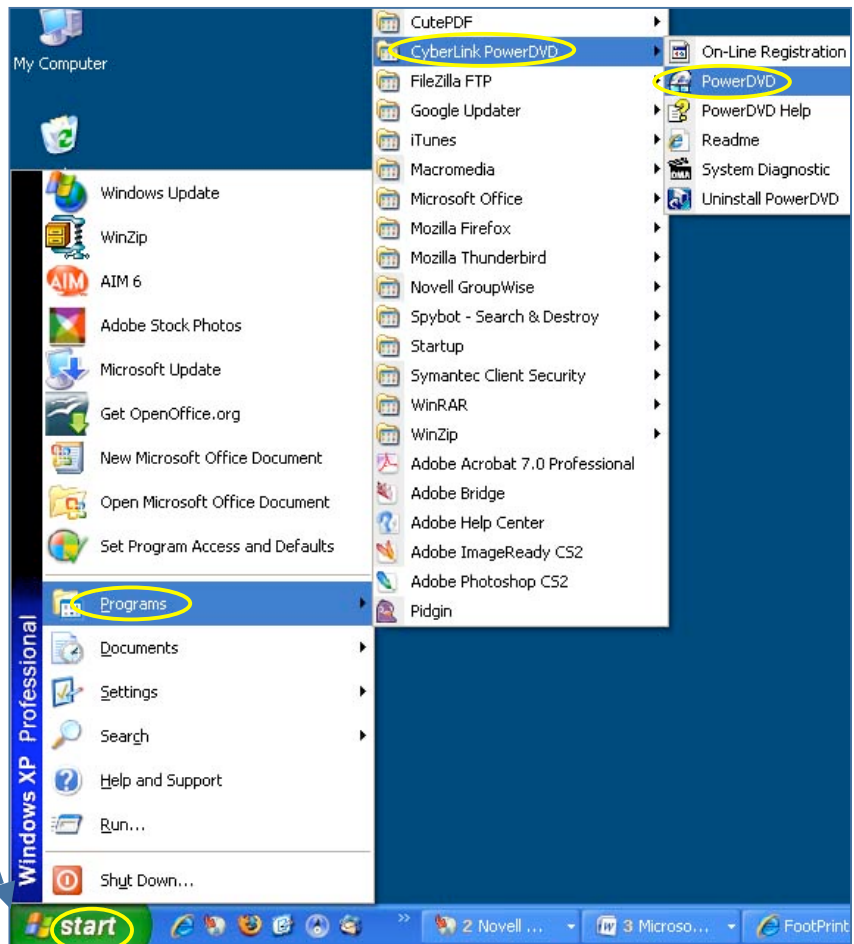 My Computer
Windows Update
WinZip
AIM
AIM 6
Adobe Stock Photos
Microsoft Update
Get OpenOffice.org
New Microsoft Office Document
Open Microsoft Office Document
Set Program Access and Defaults
Programs
Documents
Settings
Search
Help and Support
Run...
Shut Down...
Windows XP Professional
CutePDF
CyberLink PowerDVD
FileZilla FTP
Google Updater
iTunes
Macromedia
Microsoft Office
Mozilla Firefox
Mozilla Thunderbird
Novell GroupWise
Spybot - Search & Destroy
Startup
Symantec Client Security
WinRAR
WinZip
Adobe Acrobat 7.0 Professional
Adobe Bridge
Adobe Help Center
Adobe ImageReady CS2
Adobe Photoshop CS2
Pidgin
On-Line Registration
PowerDVD
PowerDVD Help
Readme
DMA
System Diagnostic
Uninstall PowerDVD
start
»
2 Novell ...
3 Microso...
FootPrint